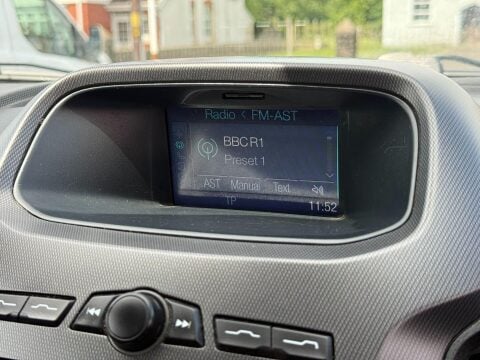 Radio < FM-AST
BBC R1
Preset 1
AST Manual Text
TP 11:52